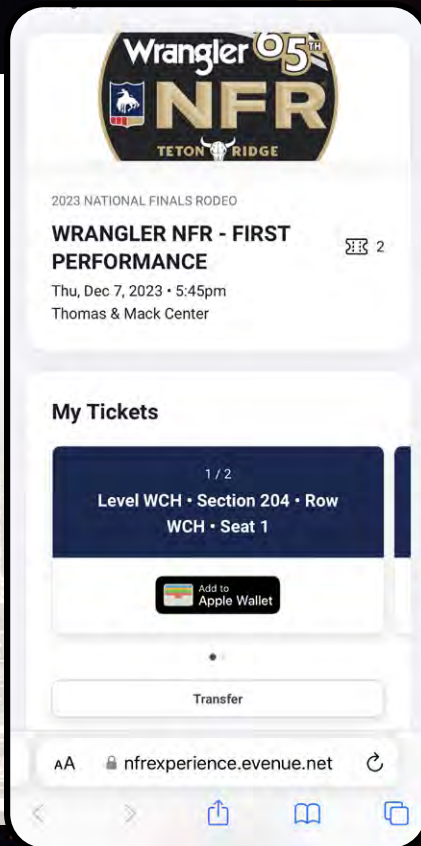 Wrangler 65TH
NFR
TETON RIDGE
2023 NATIONAL FINALS RODEO
WRANGLER NFR - FIRST
PERFORMANCE
2
Thu, Dec 7, 2023 • 5:45pm
Thomas & Mack Center
My Tickets
1 / 2
Level WCH • Section 204 • Row
WCH • Seat 1
Add to
Apple Wallet
Transfer
AA nfrexperience.evenue.net